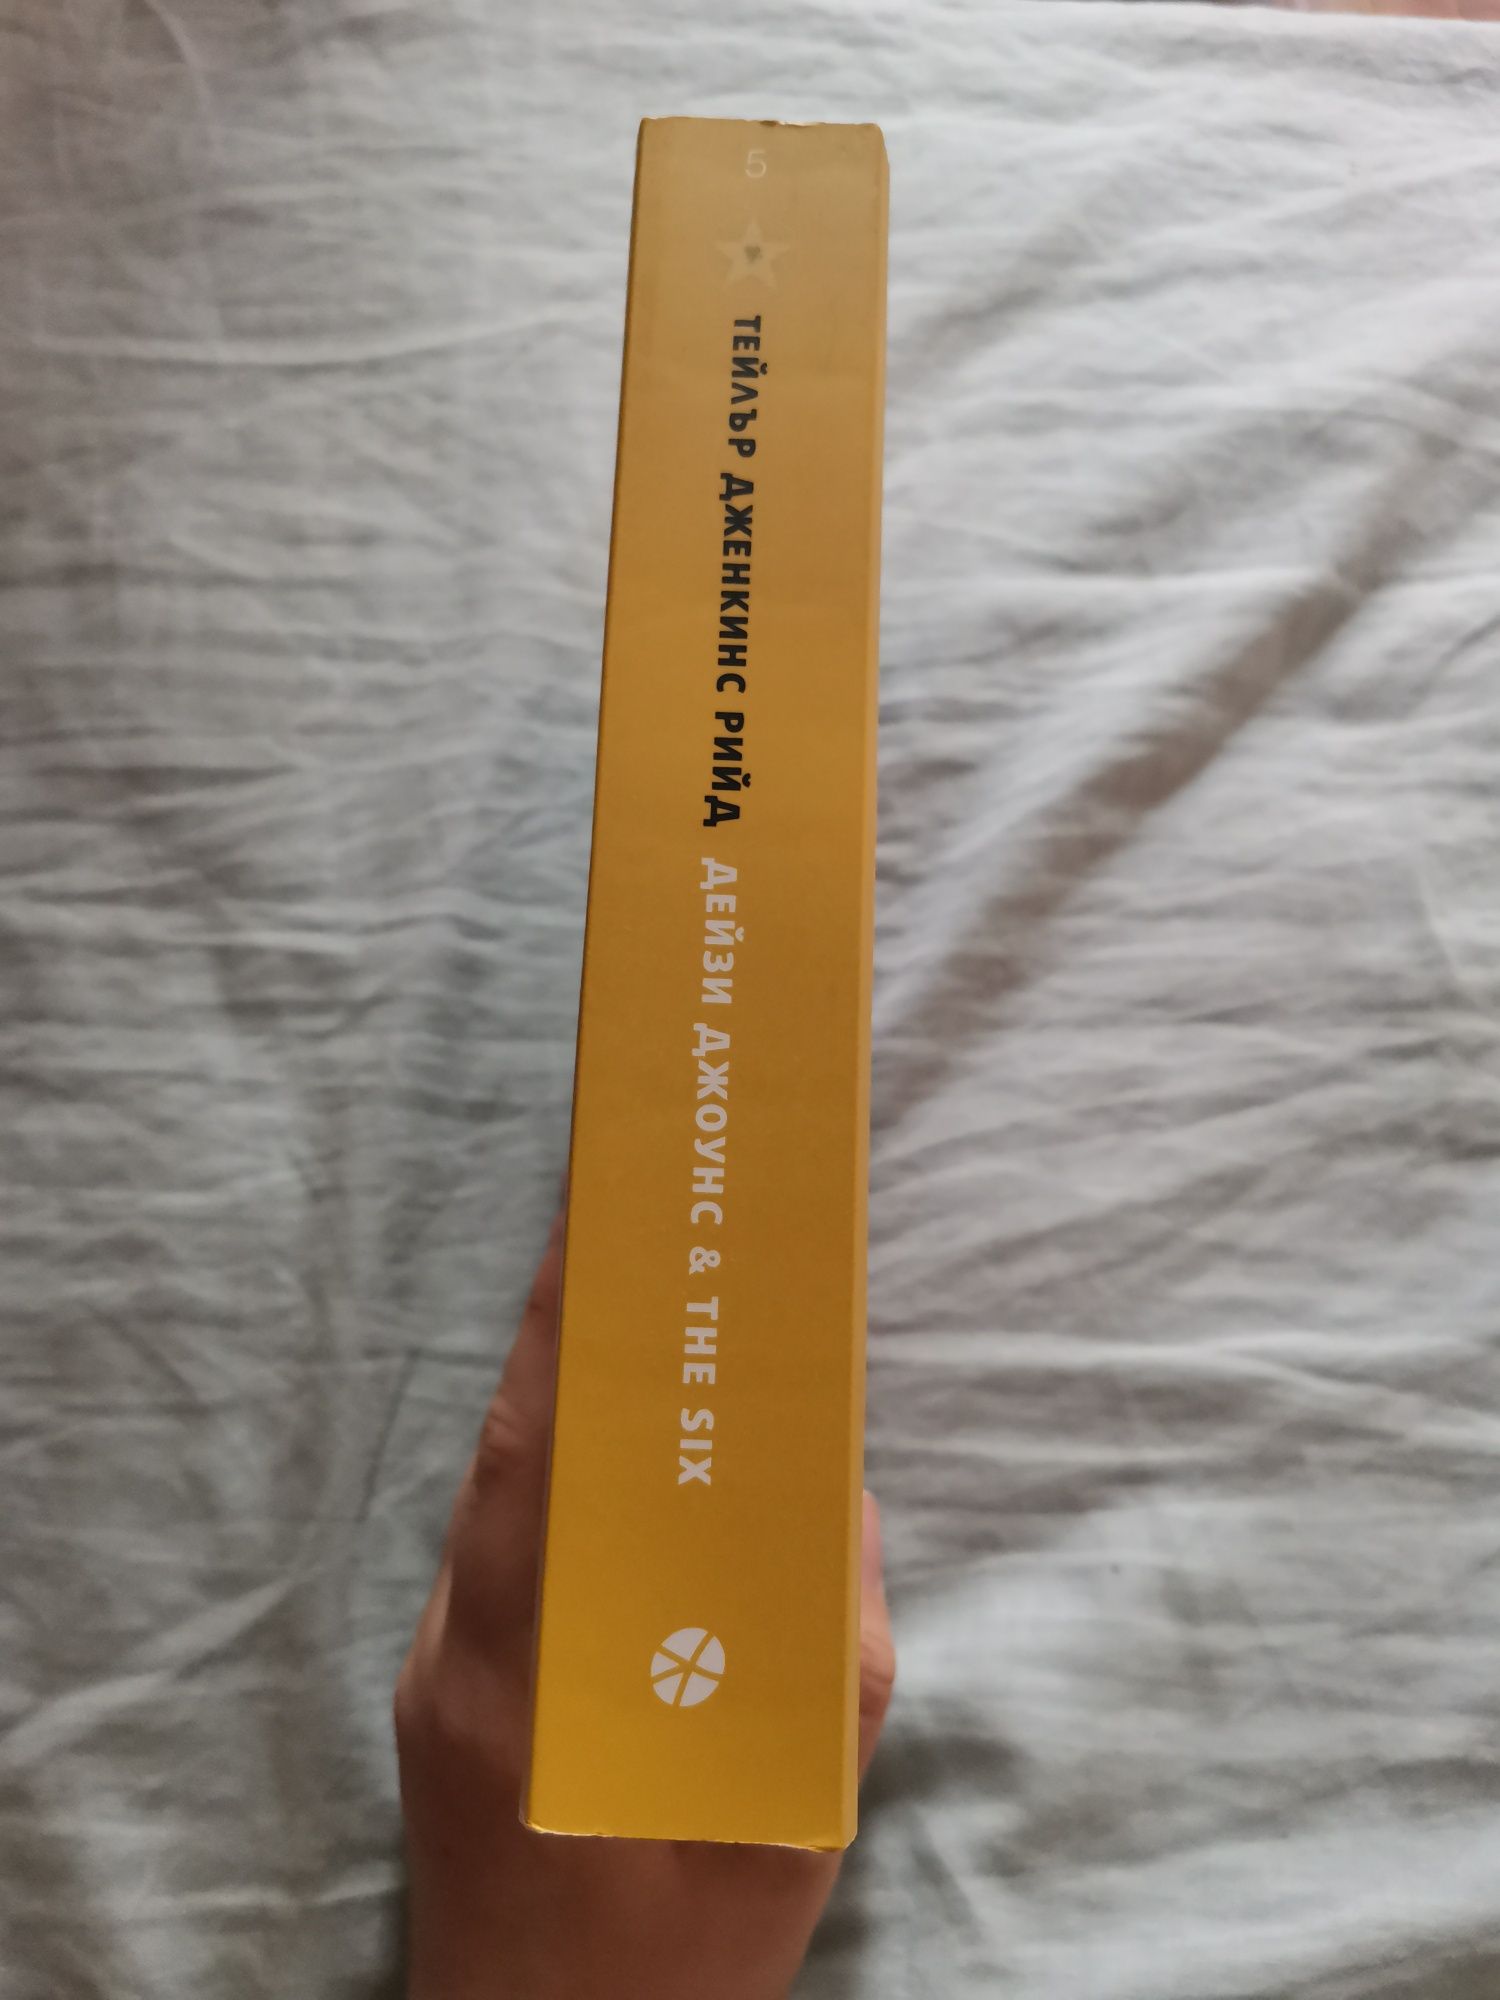 5
ТЕЙЛЪР ДЖЕНКИНС РИЙД ДЕЙЗИ ДЖОУНС & THE SIX